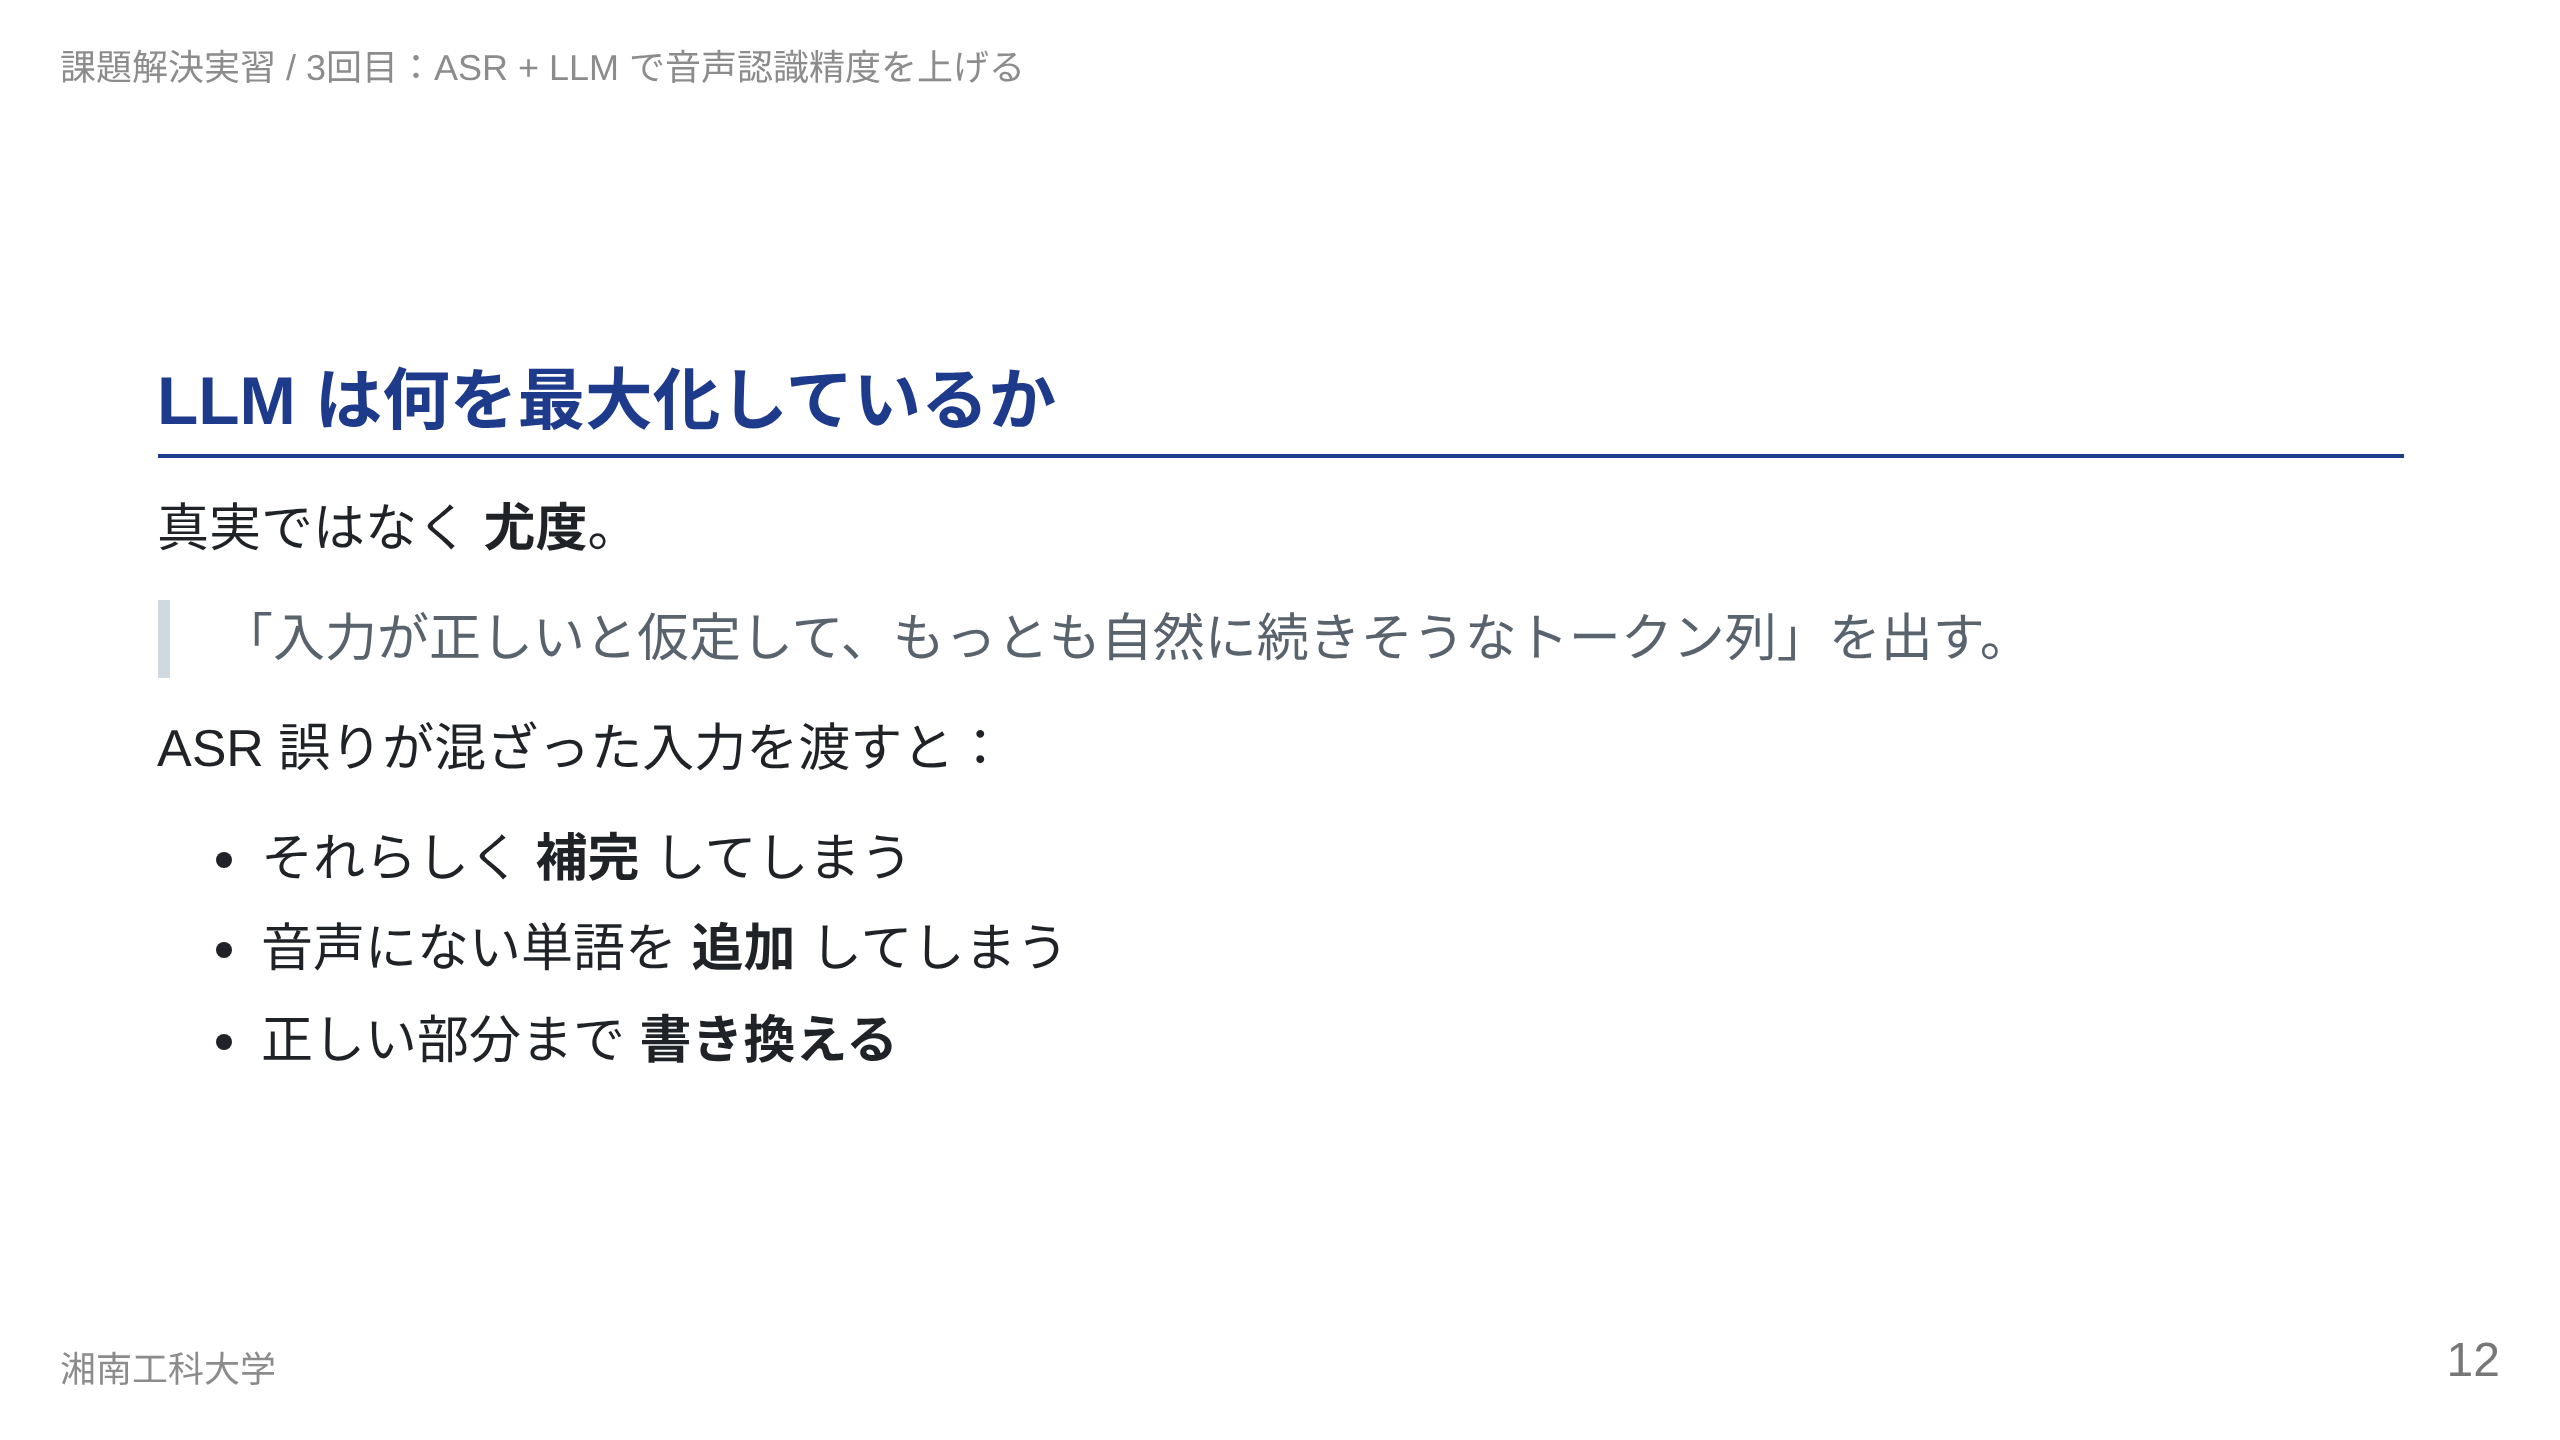 課題解決実習 / 3回目：ASR + LLM で音声認識精度を上げる
LLM は何を最大化しているか
真実ではなく 尤度。
「入力が正しいと仮定して、もっとも自然に続きそうなトークン列」を出す。
ASR 誤りが混ざった入力を渡すと：
• それらしく 補完 してしまう
• 音声にない単語を 追加 してしまう
• 正しい部分まで 書き換える
湘南工科大学
12